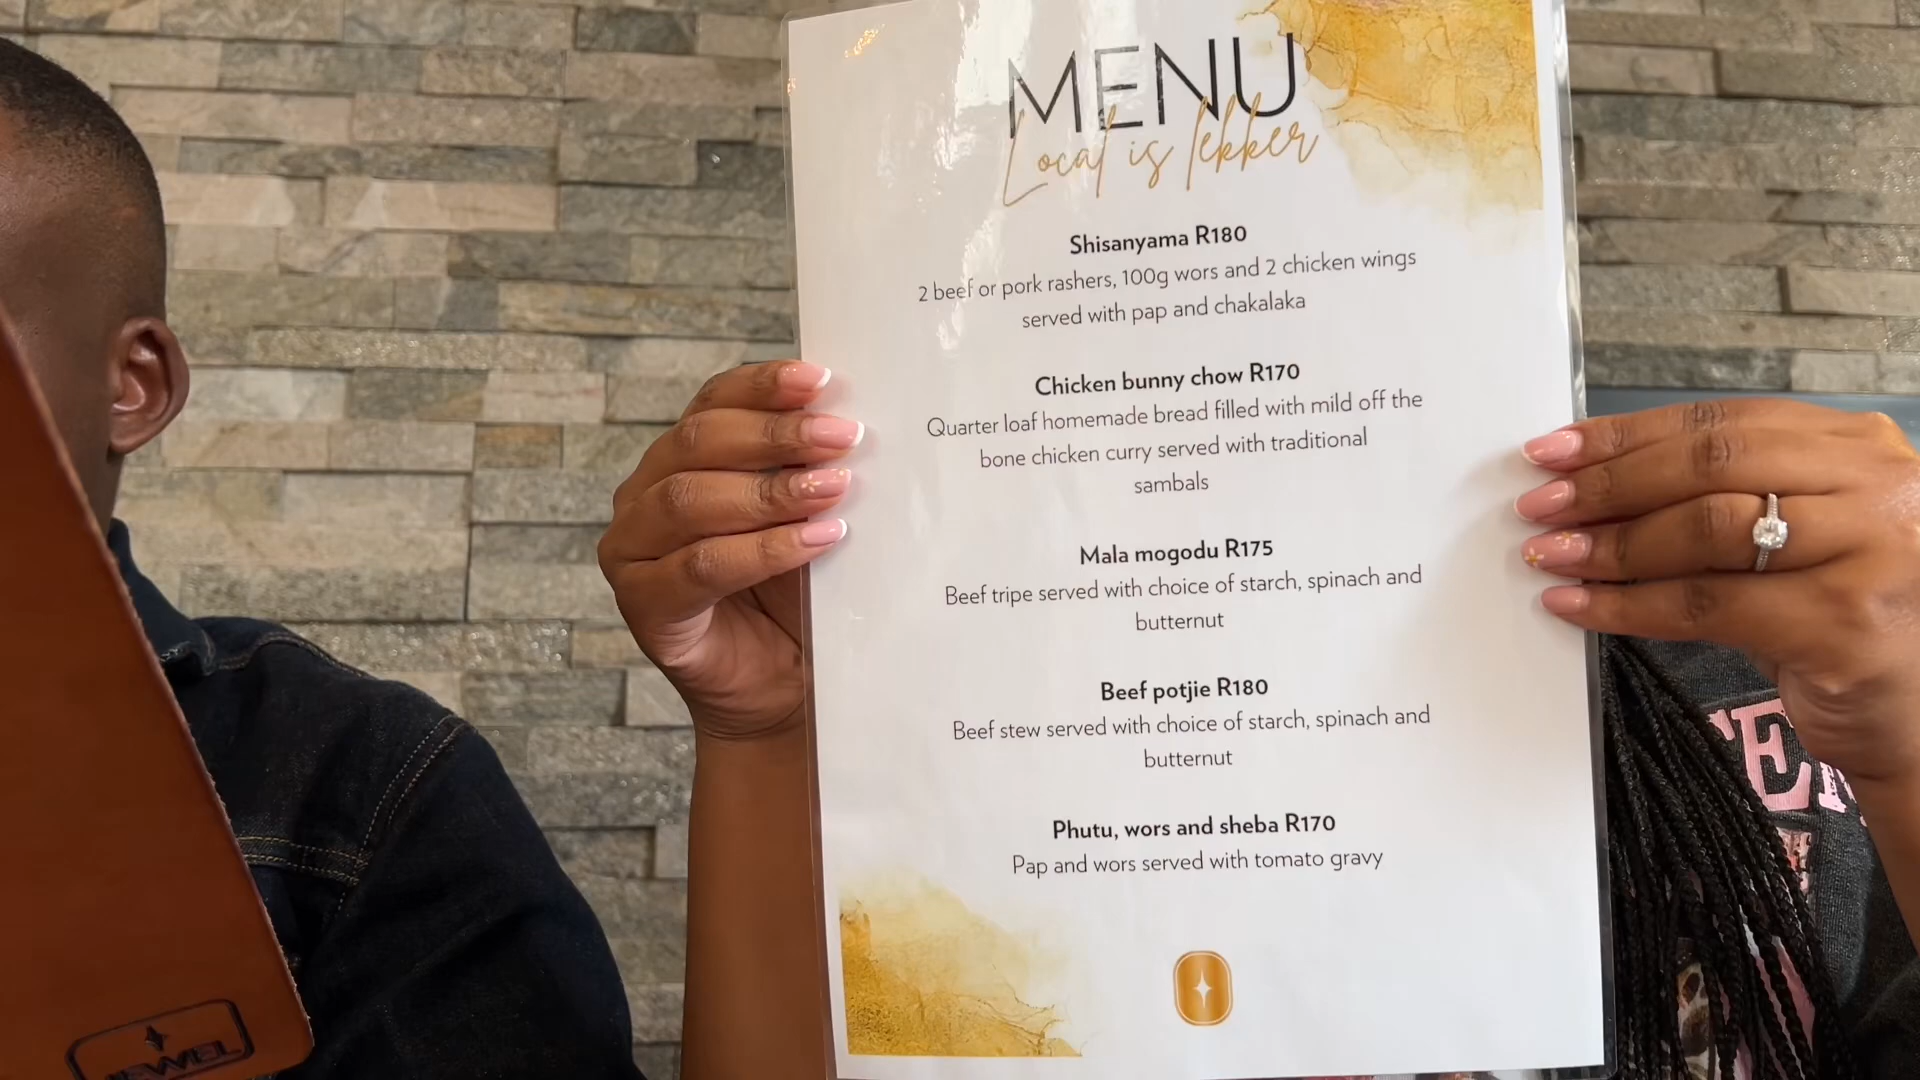 MENU
Local is lekker
Shisanyama R180
2 beef or pork rashers, 100g wors and 2 chicken wings
served with pap and chakalaka
Chicken bunny chow R170
Quarter loaf homemade bread filled with mild off the
bone chicken curry served with traditional
sambals
Mala mogodu R175
Beef tripe served with choice of starch, spinach and
butternut
Beef potjie R180
Beef stew served with choice of starch, spinach and
butternut
Phutu, wors and sheba R170
Pap and wors served with tomato gravy
JEWEL